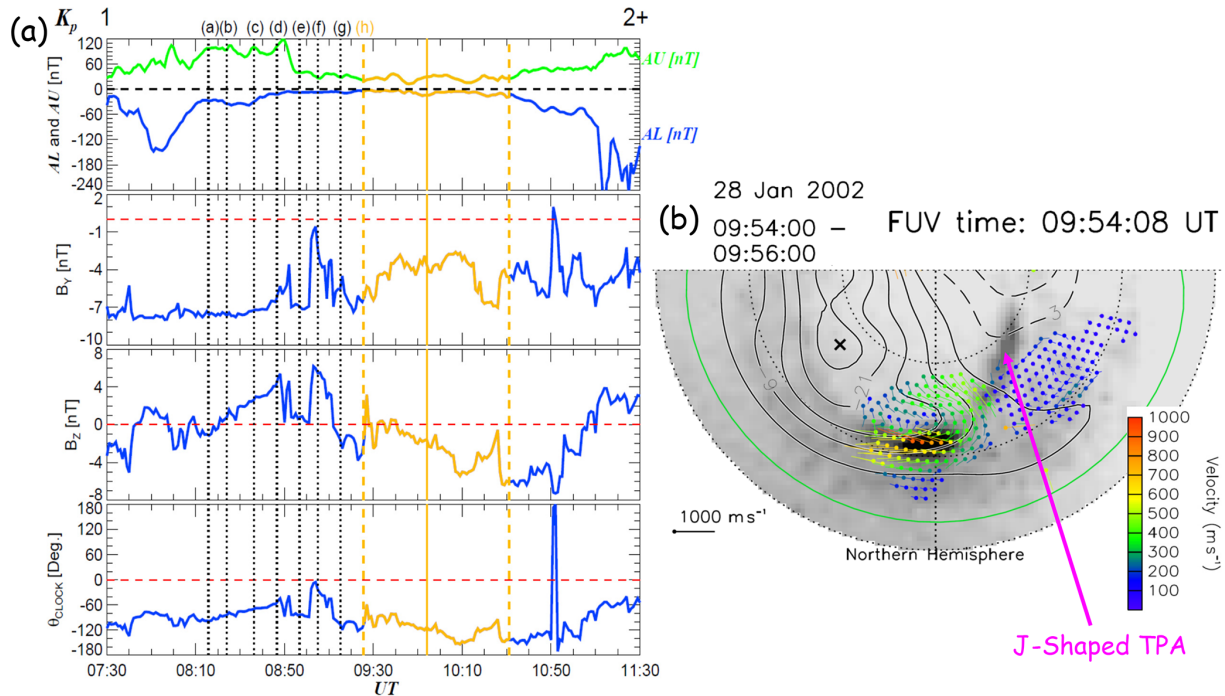 (a)
Kp 1 2+
(a) (b) (c) (d) (e) (f) (g) (h)
AL and AU [nT]
120
60
0
-60
-120
-180
-240
AU [nT]
AL [nT]
BY [nT]
2
-1
-4
-7
-10
BZ [nT]
8
4
0
-4
-8
θCLOCK [Deg.]
180
120
60
0
-60
-120
-180
07:30 08:10 08:50 09:30 10:10 10:50 11:30
UT
(b)
28 Jan 2002
09:54:00 –
09:56:00
FUV time: 09:54:08 UT
3
-21
1000 ms⁻¹
Northern Hemisphere
1000
900
800
700
600
500
400
300
200
100
Velocity (m s⁻¹)
J-Shaped TPA